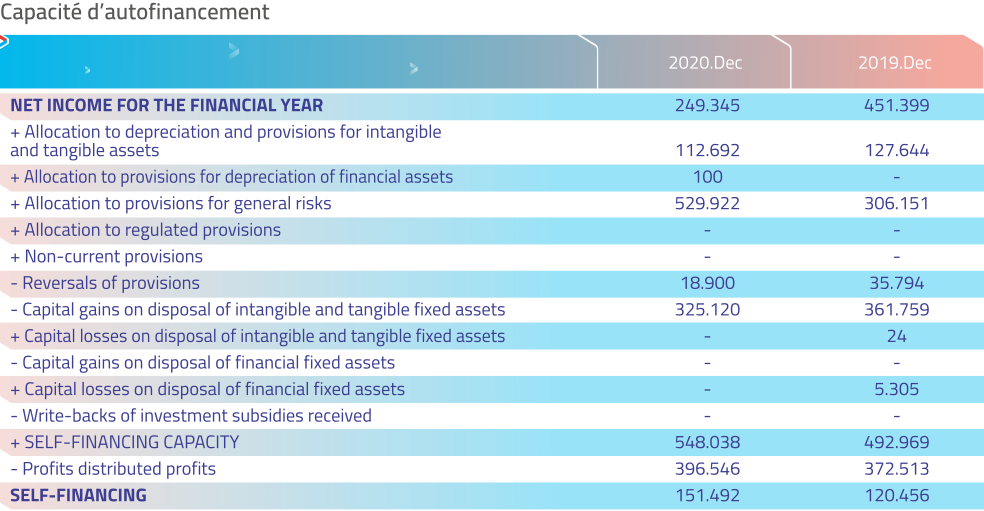 Capacité d’autofinancement
2020.Dec 2019.Dec
NET INCOME FOR THE FINANCIAL YEAR 249.345 451.399
+ Allocation to depreciation and provisions for intangible
and tangible assets 112.692 127.644
+ Allocation to provisions for depreciation of financial assets 100 -
+ Allocation to provisions for general risks 529.922 306.151
+ Allocation to regulated provisions - -
+ Non-current provisions - -
- Reversals of provisions 18.900 35.794
- Capital gains on disposal of intangible and tangible fixed assets 325.120 361.759
+ Capital losses on disposal of intangible and tangible fixed assets - 24
- Capital gains on disposal of financial fixed assets - -
+ Capital losses on disposal of financial fixed assets - 5.305
- Write-backs of investment subsidies received - -
+ SELF-FINANCING CAPACITY 548.038 492.969
- Profits distributed profits 396.546 372.513
SELF-FINANCING 151.492 120.456